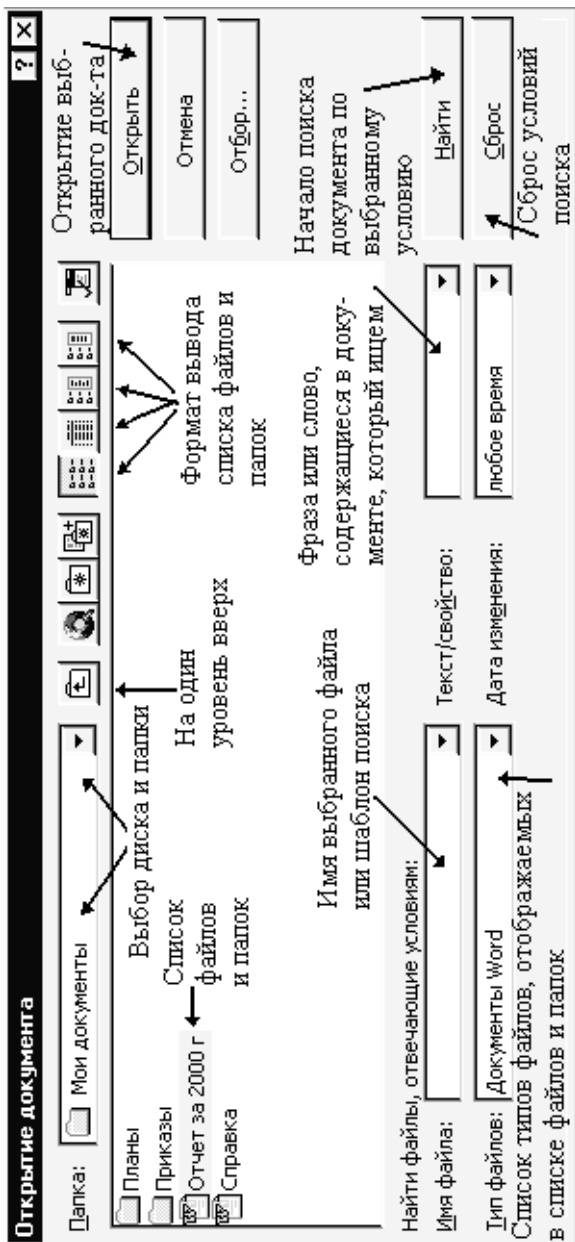 Открытие документа
? ×
Папка:
Мои документы
Планы
Приказы
Отчет за 2000 г
Справка
Выбор диска и папки
Список
файлов
и папок
На один
уровень вверх
Формат вывода
списка файлов и
папок
Открытие выб-
ранного док-та
Открыть
Отмена
Отбор...
Имя выбранного файла
или шаблон поиска
Фраза или слово,
содержащиеся в доку-
менте, который ищем
Начало поиска
документа по
выбранному
условию
Найти файлы, отвечающие условиям:
Имя файла:
Текст/свойство:
Найти
Тип файлов:
Документы Word
Дата изменения:
любое время
Сброс
Список типов файлов, отображаемых
в списке файлов и папок
Сброс условий
поиска